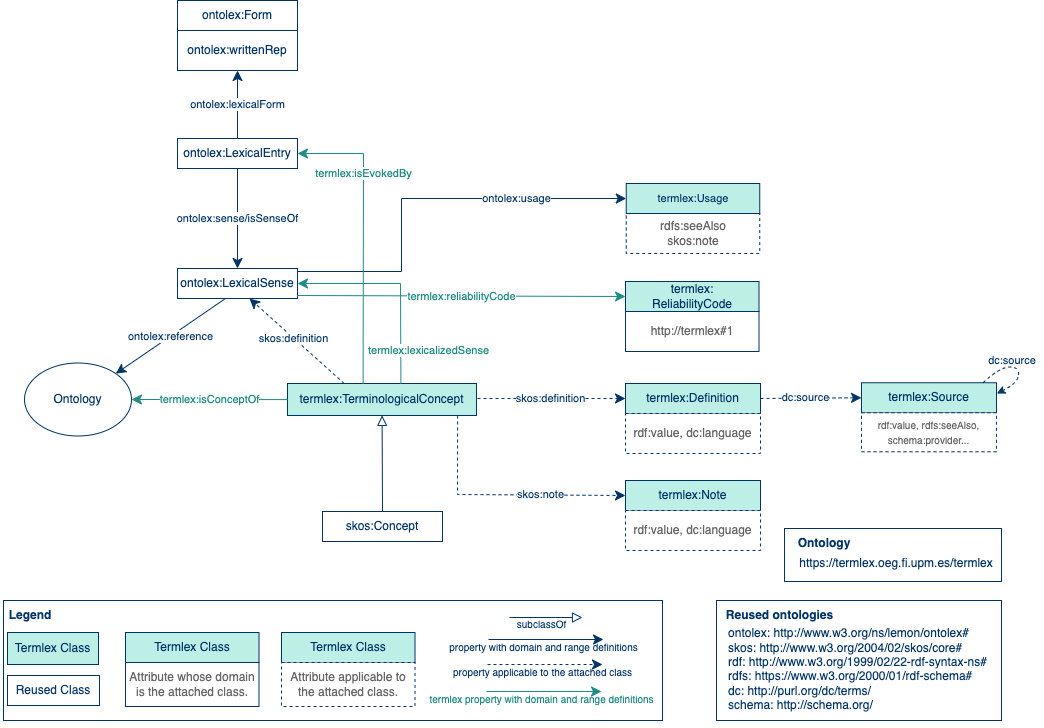 ontolex:Form
ontolex:writtenRep
ontolex:lexicalForm
ontolex:LexicalEntry
termlex:isEvokedBy
ontolex:usage
termlex:Usage
rdfs:seeAlso
skos:note
ontolex:sense/isSenseOf
ontolex:LexicalSense
termlex:reliabilityCode
termlex:
ReliabilityCode
http://termlex#1
ontolex:reference
skos:definition
termlex:lexicalizedSense
dc:source
Ontology
termlex:isConceptOf
termlex:TerminologicalConcept
skos:definition
termlex:Definition
rdf:value, dc:language
dc:source
termlex:Source
rdf:value, rdfs:seeAlso,
schema:provider...
skos:note
termlex:Note
rdf:value, dc:language
skos:Concept
Ontology
https://termlex.oeg.fi.upm.es/termlex
Legend
Termlex Class
Reused Class
Termlex Class
Attribute whose domain
is the attached class.
Termlex Class
Attribute applicable to
the attached class.
subclassOf
property with domain and range definitions
property applicable to the attached class
termlex property with domain and range definitions
Reused ontologies
ontolex: http://www.w3.org/ns/lemon/ontolex#
skos: http://www.w3.org/2004/02/skos/core#
rdf: http://www.w3.org/1999/02/22-rdf-syntax-ns#
rdfs: https://www.w3.org/2000/01/rdf-schema#
dc: http://purl.org/dc/terms/
schema: http://schema.org/